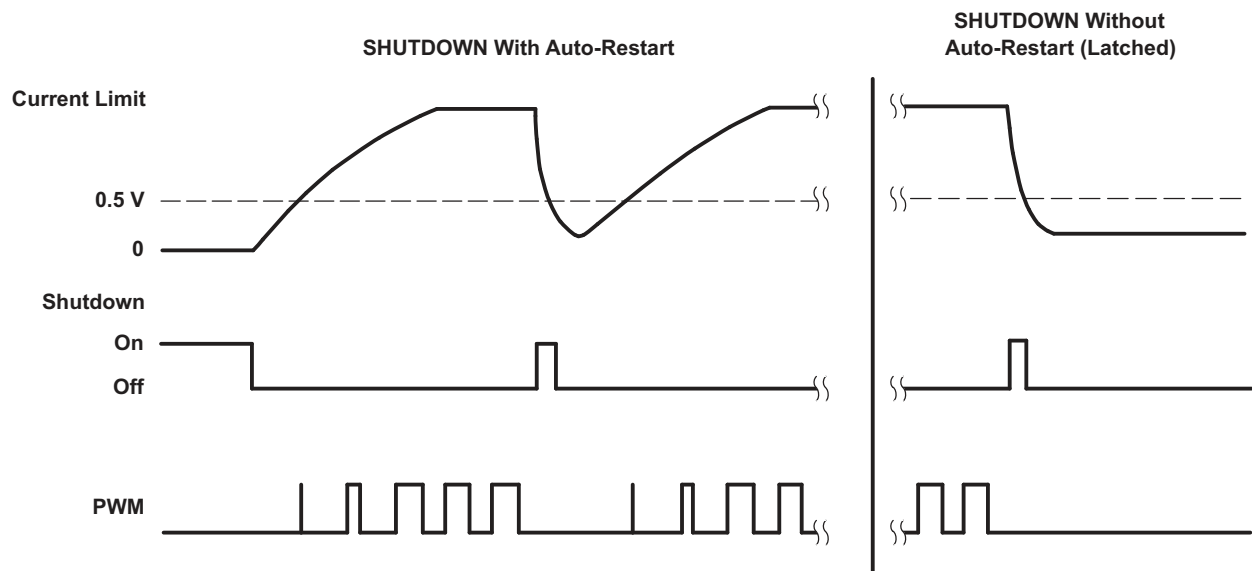 SHUTDOWN With Auto-Restart
SHUTDOWN Without
Auto-Restart (Latched)
Current Limit
0.5 V
0
Shutdown
On
Off
PWM